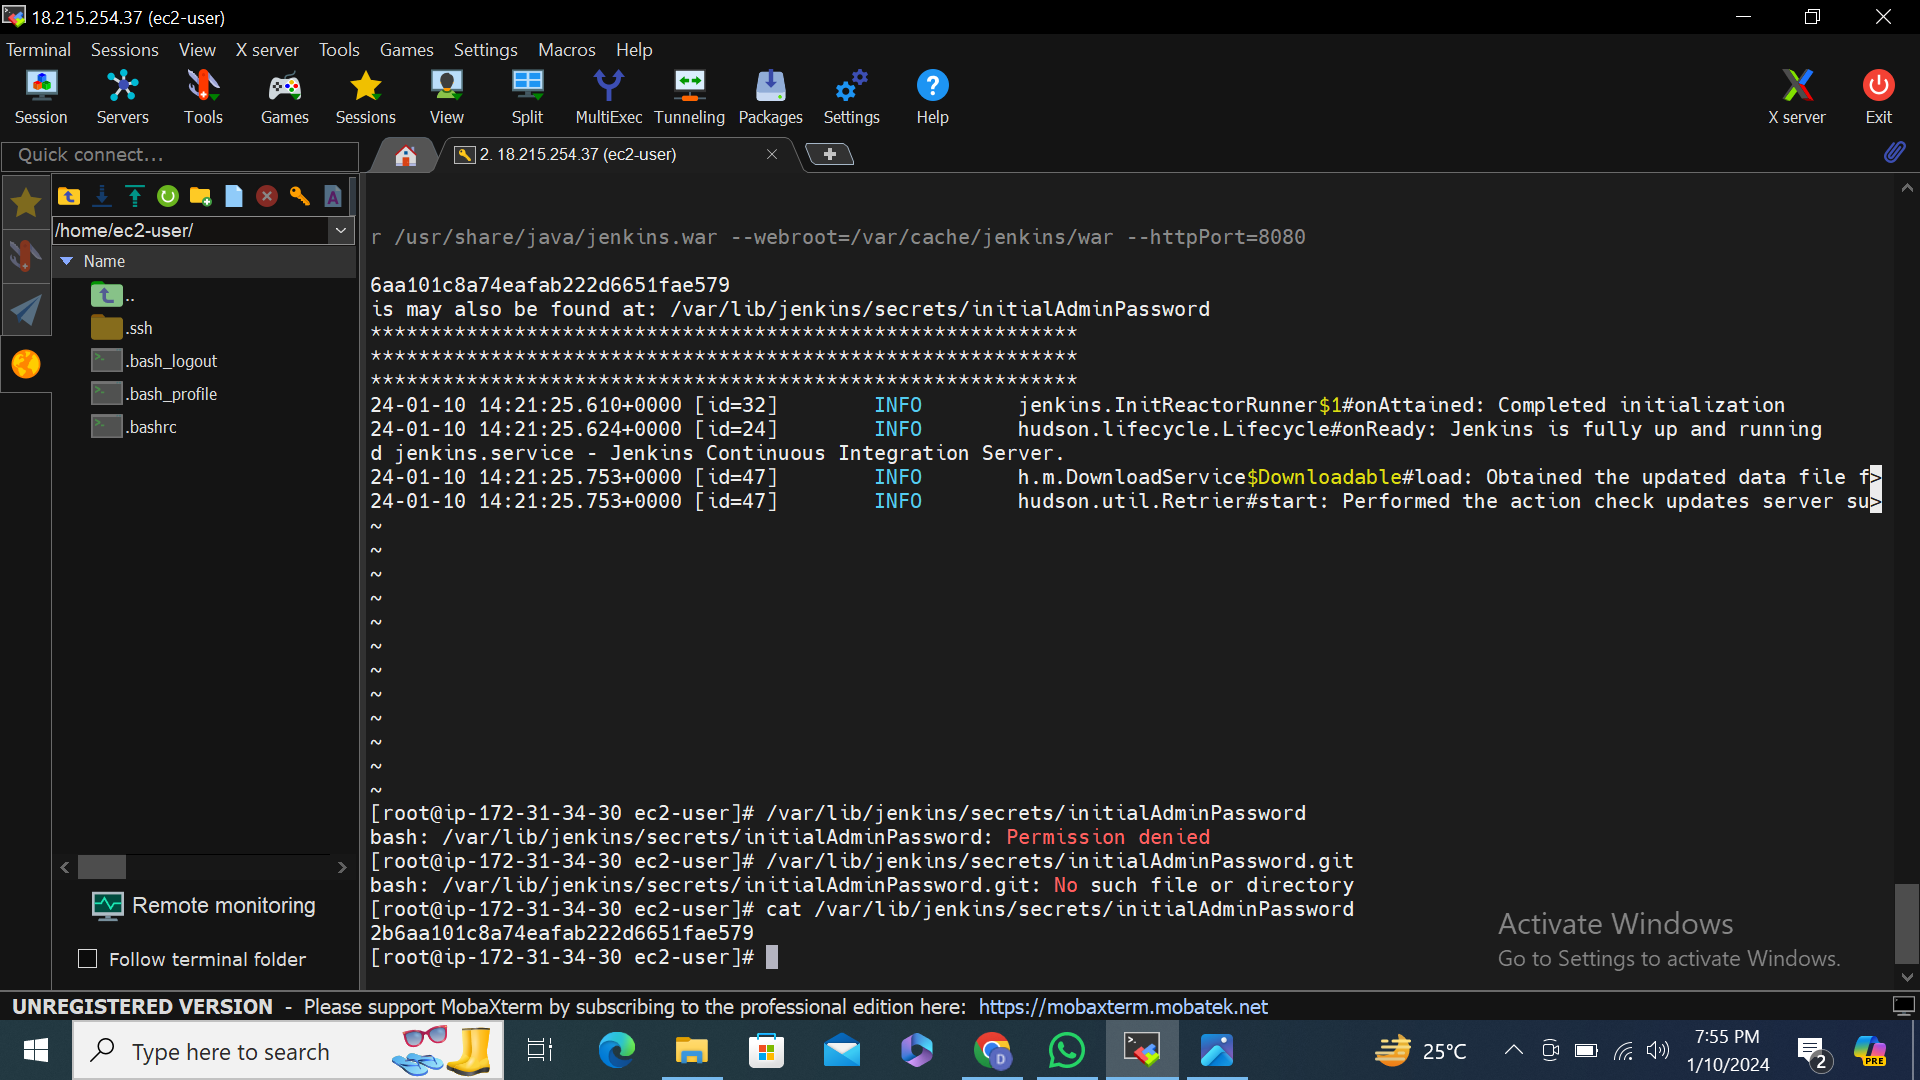 18.215.254.37 (ec2-user)
Terminal Sessions View X server Tools Games Settings Macros Help
Session Servers Tools Games Sessions View Split MultiExec Tunneling Packages Settings Help X server Exit
Quick connect...
2. 18.215.254.37 (ec2-user)
/home/ec2-user/
Name
..
.ssh
.bash_logout
.bash_profile
.bashrc
Remote monitoring
Follow terminal folder
r /usr/share/java/jenkins.war --webroot=/var/cache/jenkins/war --httpPort=8080
6aa101c8a74eafab222d6651fae579
is may also be found at: /var/lib/jenkins/secrets/initialAdminPassword
***********************************************************
***********************************************************
***********************************************************
24-01-10 14:21:25.610+0000 [id=32] INFO jenkins.InitReactorRunner$1#onAttained: Completed initialization
24-01-10 14:21:25.624+0000 [id=24] INFO hudson.lifecycle.Lifecycle#onReady: Jenkins is fully up and running
d jenkins.service - Jenkins Continuous Integration Server.
24-01-10 14:21:25.753+0000 [id=47] INFO h.m.DownloadService$Downloadable#load: Obtained the updated data file f>
24-01-10 14:21:25.753+0000 [id=47] INFO hudson.util.Retrier#start: Performed the action check updates server su>
~
~
~
~
~
~
~
~
~
~
~
~
[root@ip-172-31-34-30 ec2-user]# /var/lib/jenkins/secrets/initialAdminPassword
bash: /var/lib/jenkins/secrets/initialAdminPassword: Permission denied
[root@ip-172-31-34-30 ec2-user]# /var/lib/jenkins/secrets/initialAdminPassword.git
bash: /var/lib/jenkins/secrets/initialAdminPassword.git: No such file or directory
[root@ip-172-31-34-30 ec2-user]# cat /var/lib/jenkins/secrets/initialAdminPassword
2b6aa101c8a74eafab222d6651fae579
[root@ip-172-31-34-30 ec2-user]#
Activate Windows
Go to Settings to activate Windows.
UNREGISTERED VERSION - Please support MobaXterm by subscribing to the professional edition here: https://mobaxterm.mobatek.net
Type here to search
25°C
7:55 PM
1/10/2024
2
PRE
D